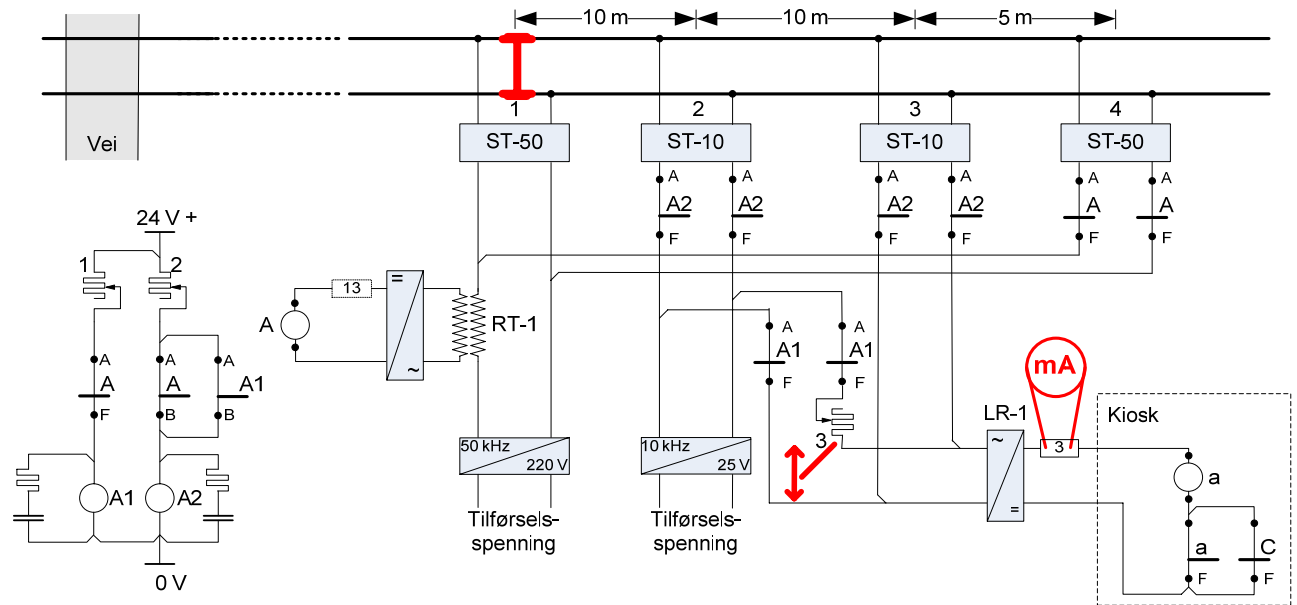 10 m 10 m 5 m
1 2 3 4
Vei
ST-50 ST-10 ST-10 ST-50
A A A A A A
A2 A2 A2 A2 A A
F F F F F F
24 V +
1 2
13
A
=
~
RT-1
A A A
A A A1
F B B
A A
A1 A1
F F
3
mA
LR-1
Kiosk
~
=
3
a
50 kHz
220 V
10 kHz
25 V
A1 A2
a C
F F
Tilførsels-
spenning
Tilførsels-
spenning
0 V